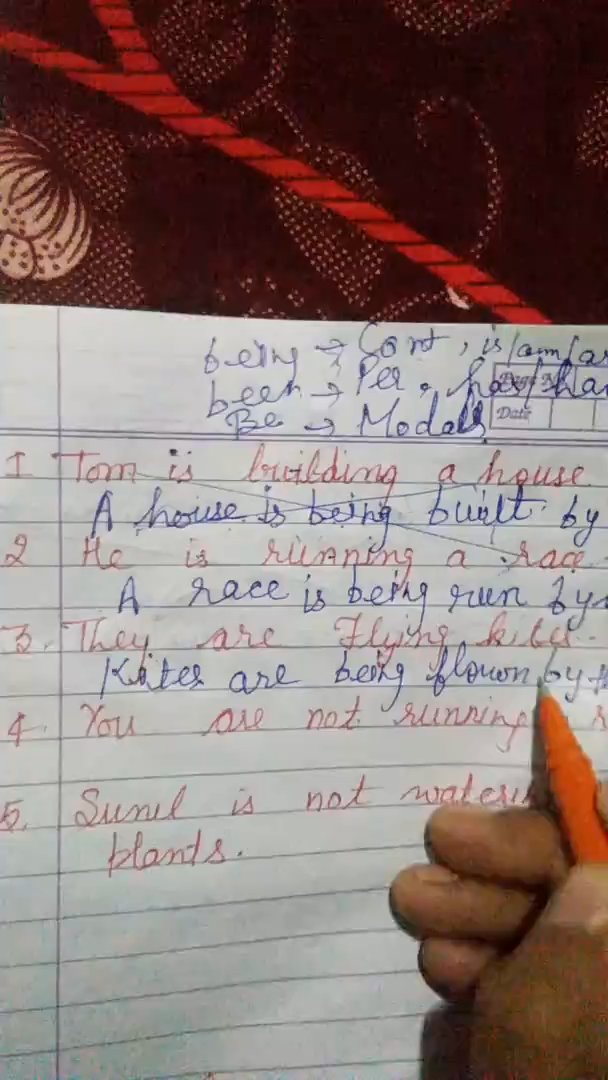 being → Cont, is/am/ar
been → Per, has/ha
Be → Modals
Date
1 Tom is building a house
A house is being built by
2 He is running a race
A race is being run by
3. They are Flying kites.
Kites are being flown by
4. You are not running
5. Sunil is not
plants.